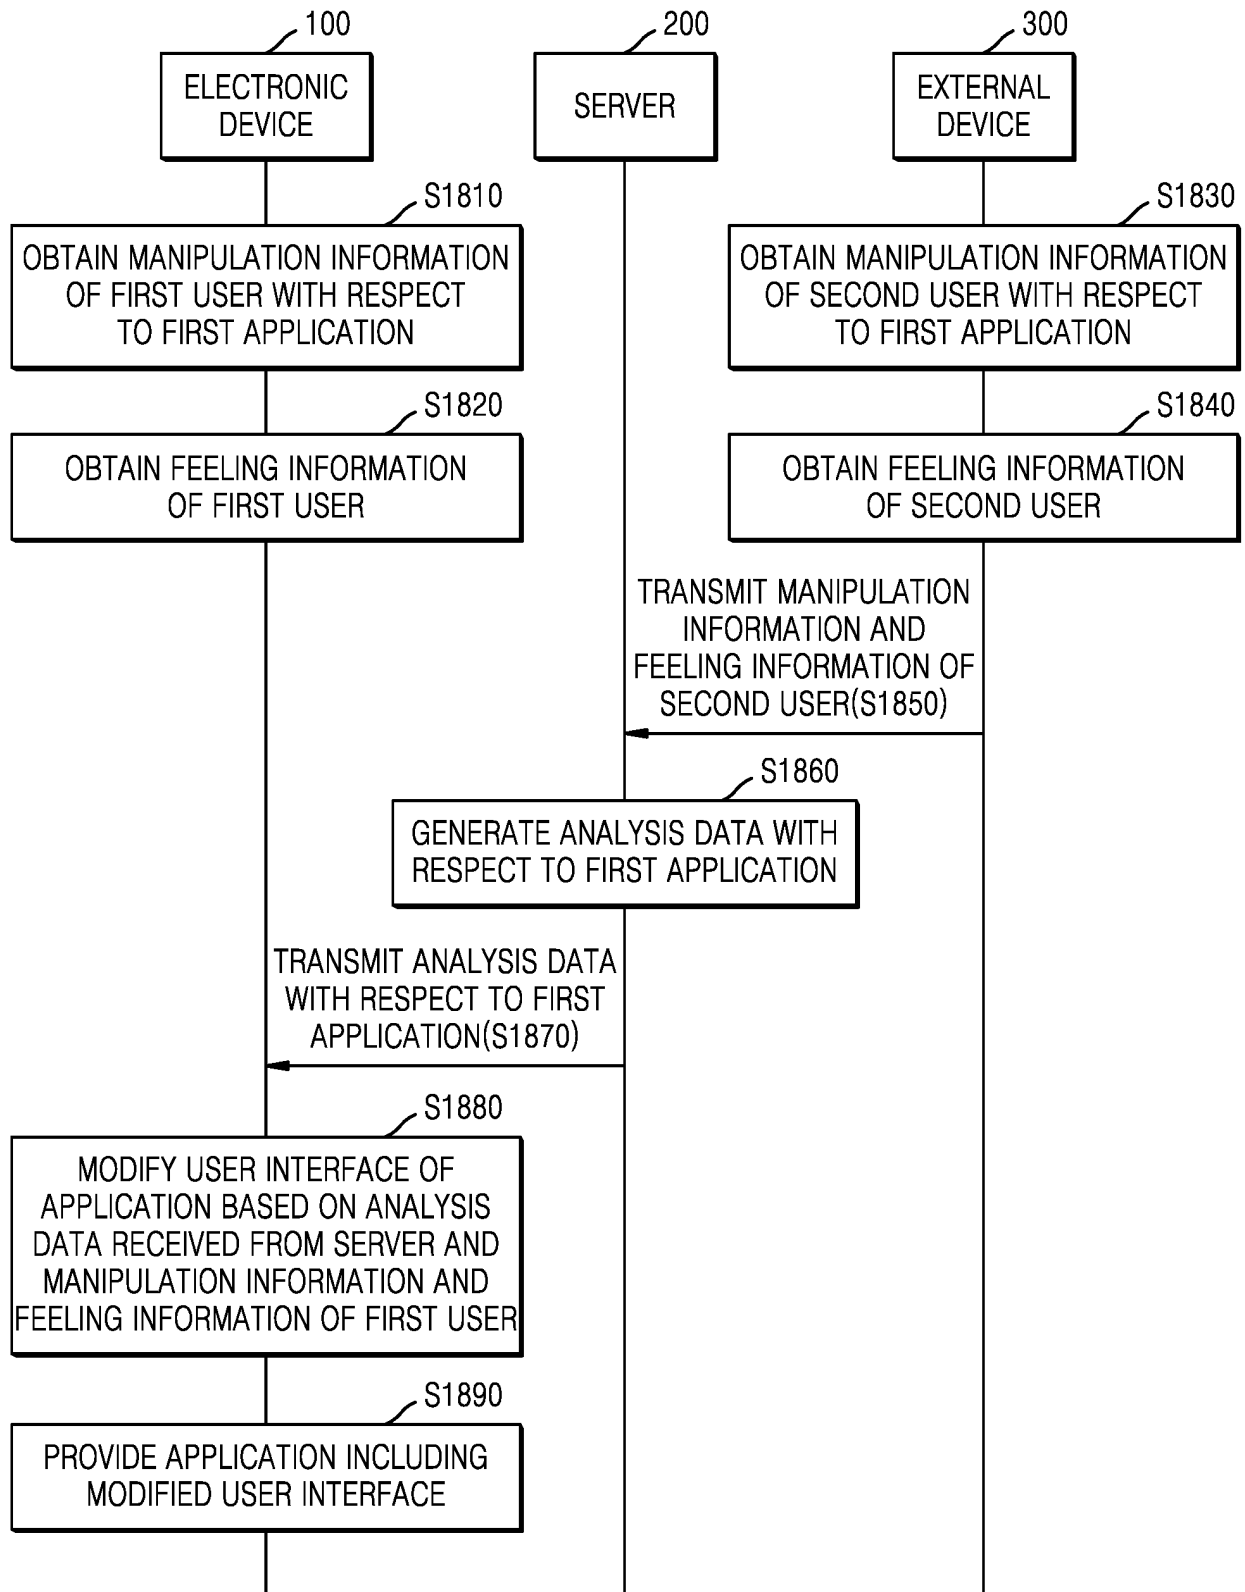 100
200
300
ELECTRONIC
DEVICE
SERVER
EXTERNAL
DEVICE
S1810
OBTAIN MANIPULATION INFORMATION
OF FIRST USER WITH RESPECT
TO FIRST APPLICATION
S1830
OBTAIN MANIPULATION INFORMATION
OF SECOND USER WITH RESPECT
TO FIRST APPLICATION
S1820
OBTAIN FEELING INFORMATION
OF FIRST USER
S1840
OBTAIN FEELING INFORMATION
OF SECOND USER
TRANSMIT MANIPULATION
INFORMATION AND
FEELING INFORMATION OF
SECOND USER(S1850)
S1860
GENERATE ANALYSIS DATA WITH
RESPECT TO FIRST APPLICATION
TRANSMIT ANALYSIS DATA
WITH RESPECT TO FIRST
APPLICATION(S1870)
S1880
MODIFY USER INTERFACE OF
APPLICATION BASED ON ANALYSIS
DATA RECEIVED FROM SERVER AND
MANIPULATION INFORMATION AND
FEELING INFORMATION OF FIRST USER
S1890
PROVIDE APPLICATION INCLUDING
MODIFIED USER INTERFACE